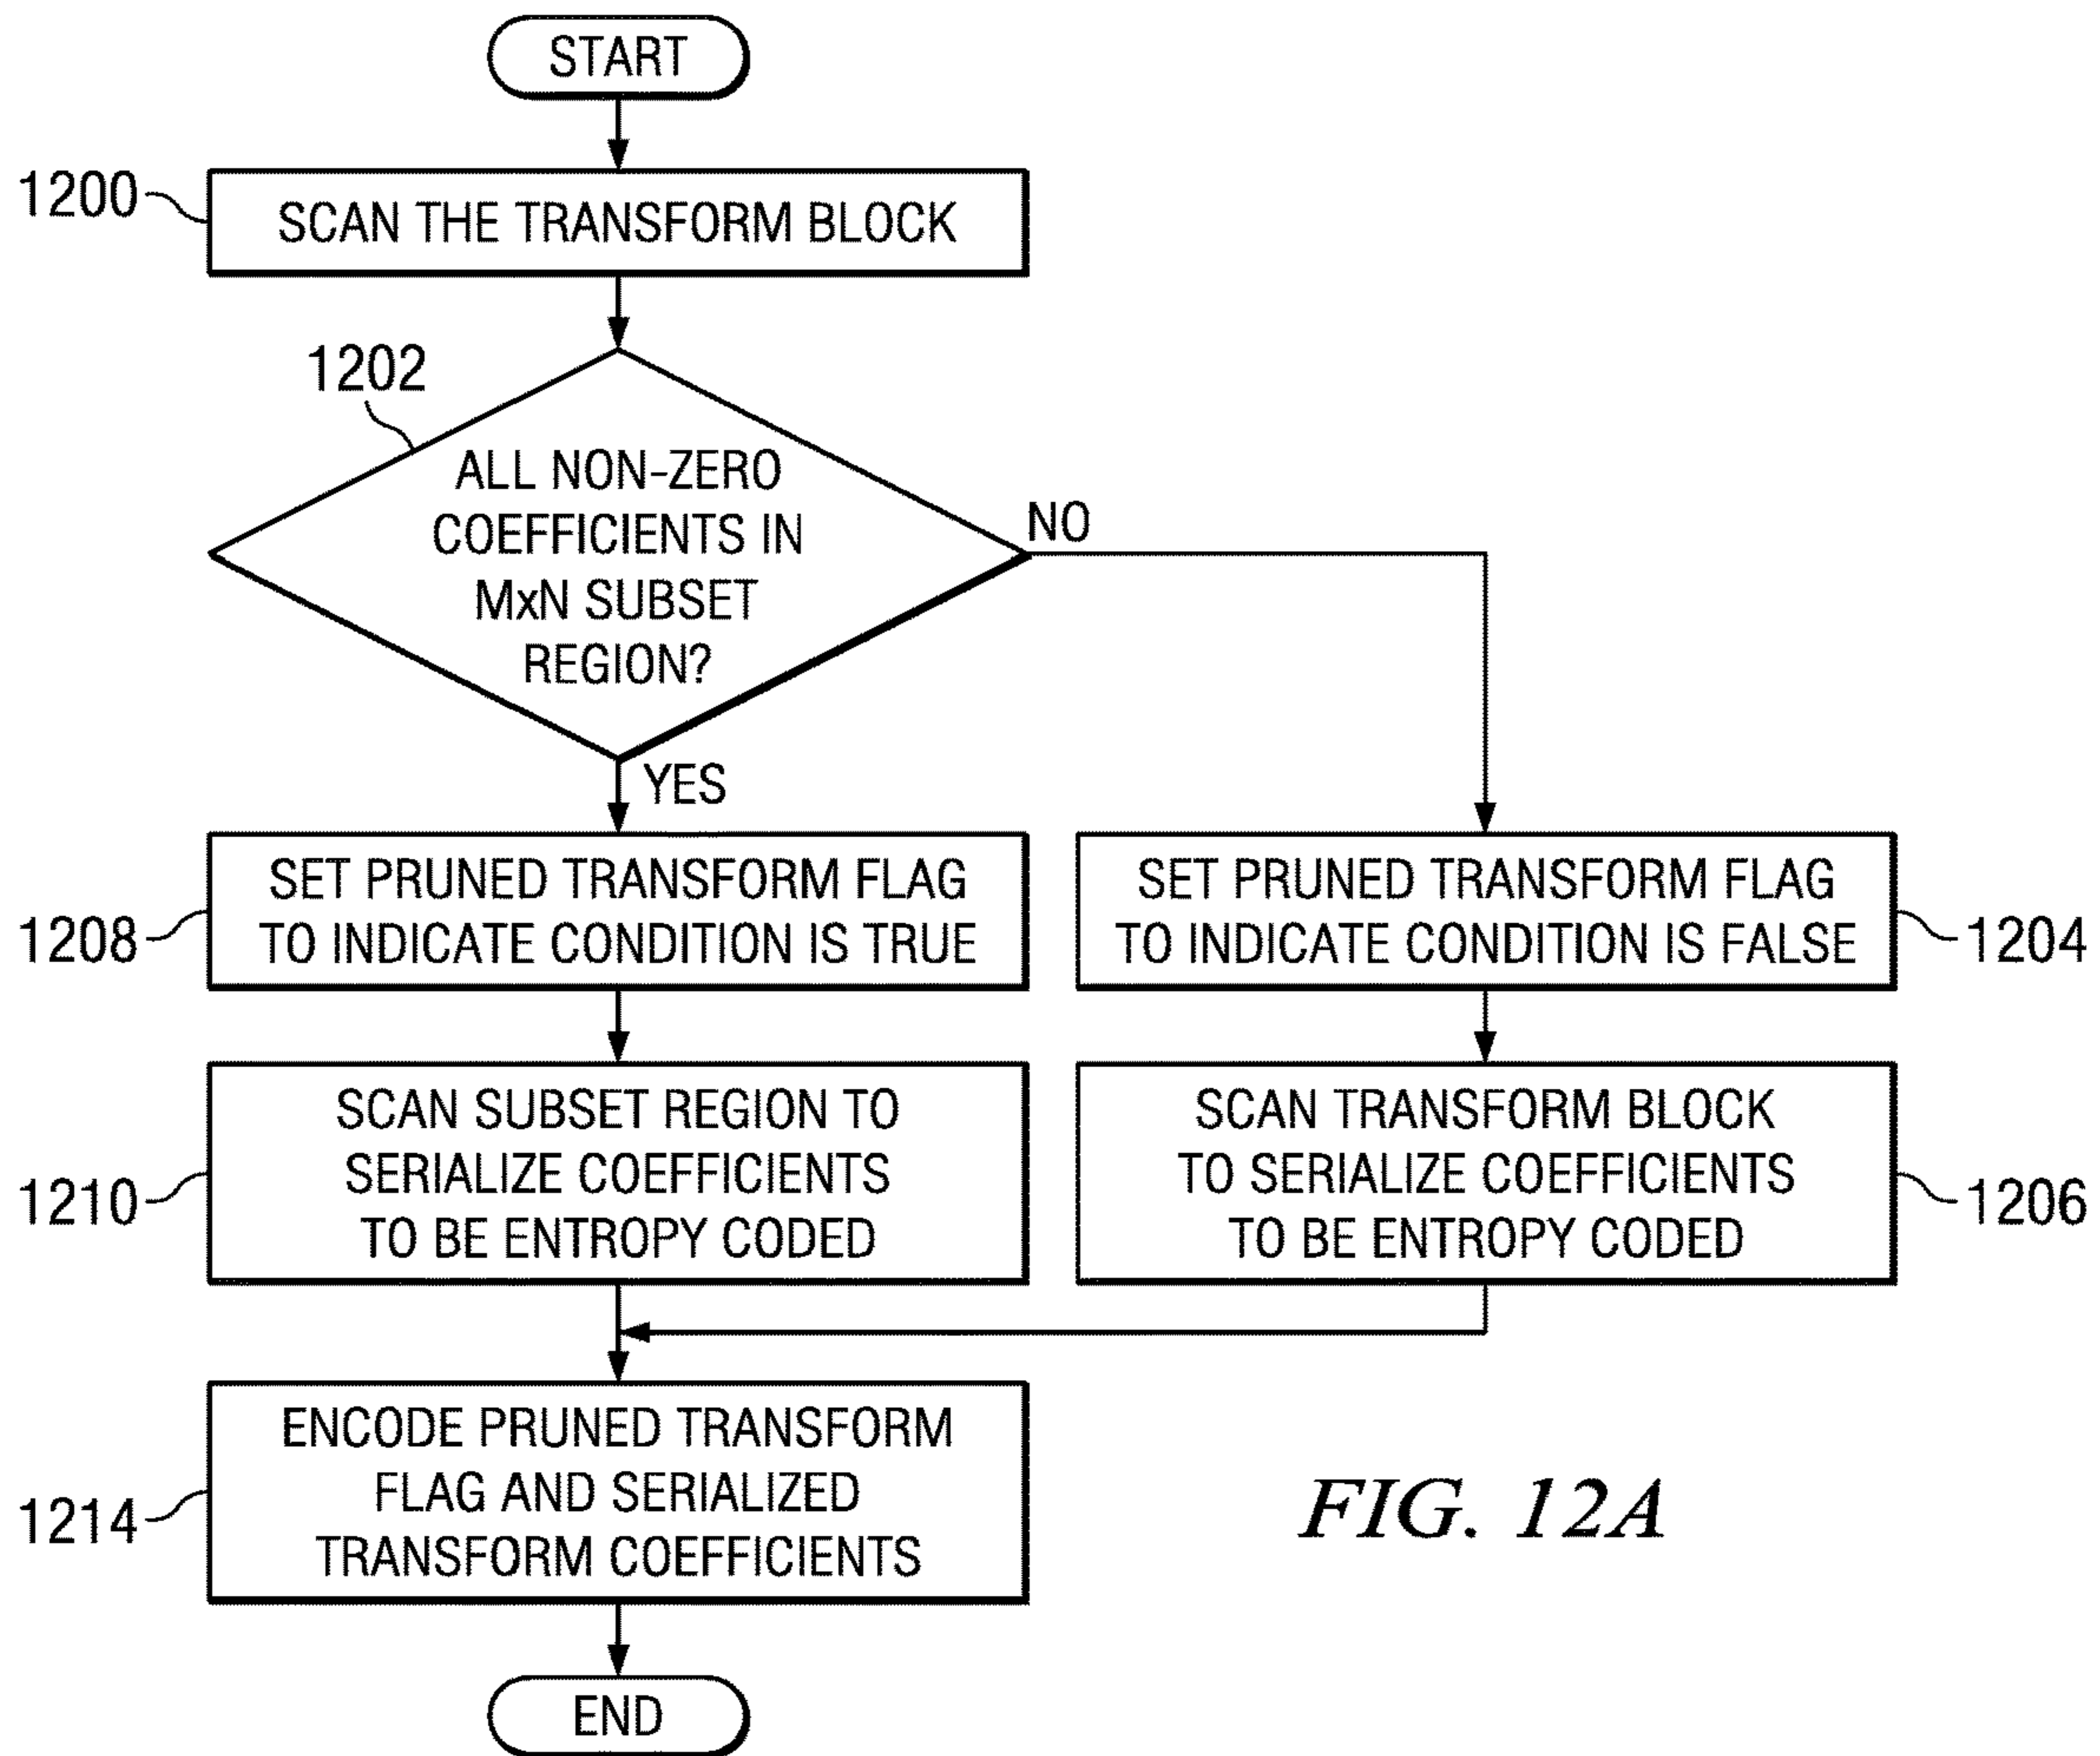 START
1200
SCAN THE TRANSFORM BLOCK
1202
ALL NON-ZERO
COEFFICIENTS IN
MxN SUBSET
REGION?
NO
YES
1208
SET PRUNED TRANSFORM FLAG
TO INDICATE CONDITION IS TRUE
SET PRUNED TRANSFORM FLAG
TO INDICATE CONDITION IS FALSE
1204
1210
SCAN SUBSET REGION TO
SERIALIZE COEFFICIENTS
TO BE ENTROPY CODED
SCAN TRANSFORM BLOCK
TO SERIALIZE COEFFICIENTS
TO BE ENTROPY CODED
1206
1214
ENCODE PRUNED TRANSFORM
FLAG AND SERIALIZED
TRANSFORM COEFFICIENTS
FIG. 12A
END